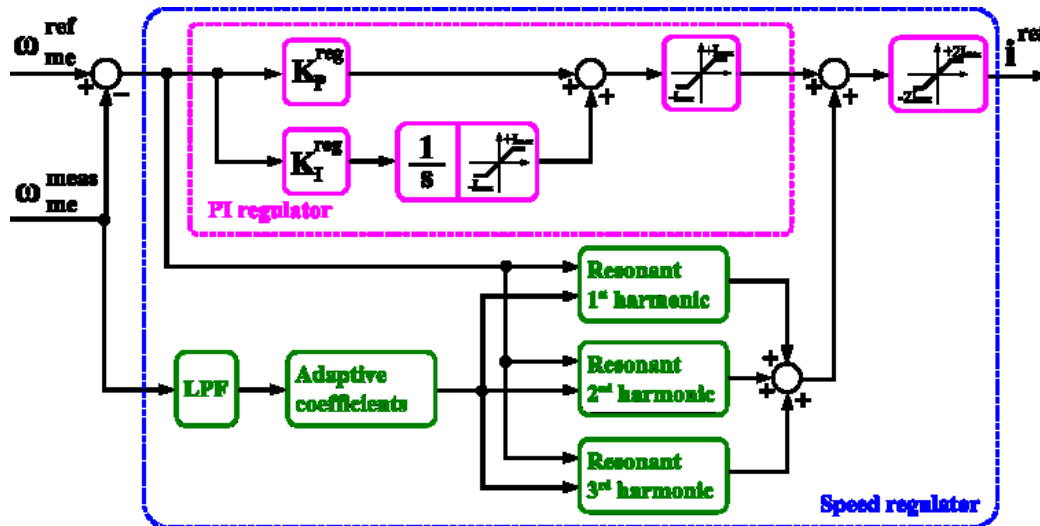 ω ref me
K reg P
i ref
K reg I
1
s
ω meas me
PI regulator
Resonant
1st harmonic
LPF
Adaptive
coefficients
Resonant
2nd harmonic
Resonant
3rd harmonic
Speed regulator